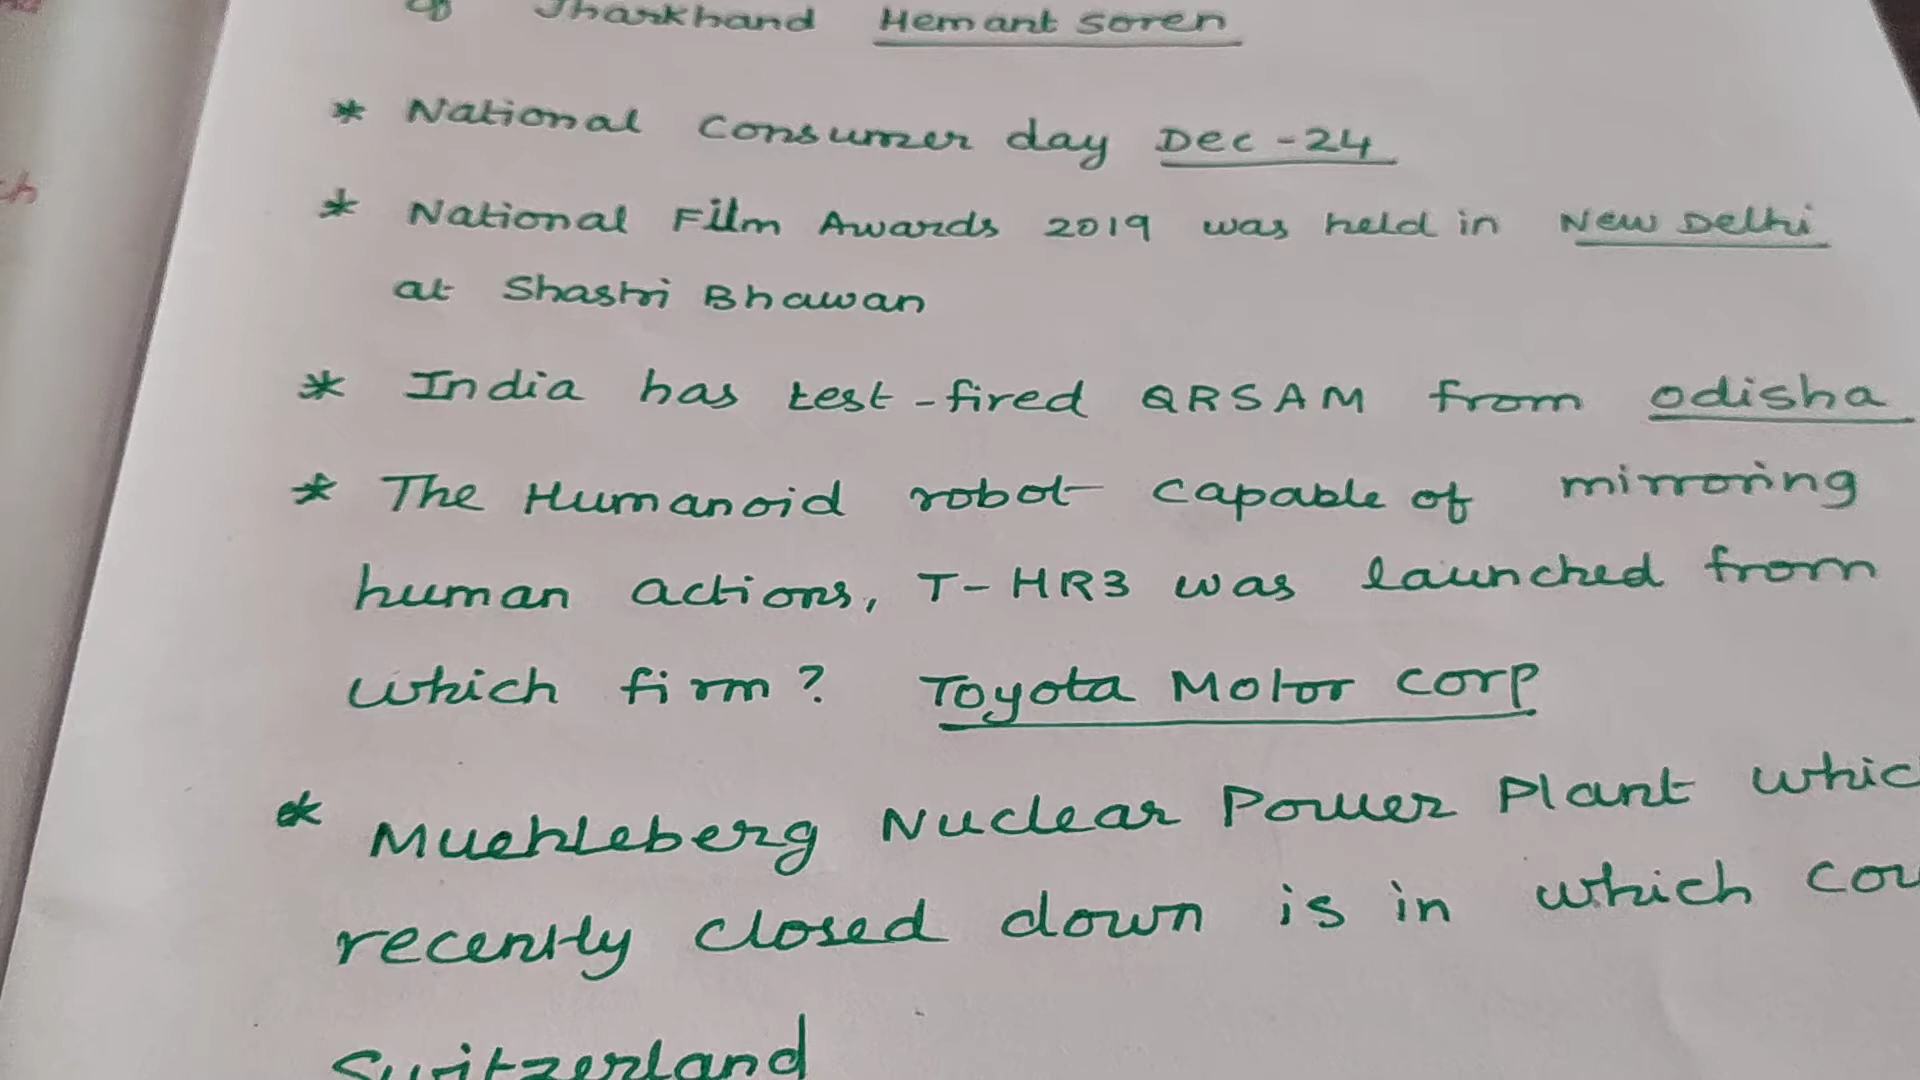 of Jharkhand Hemant Soren
* National Consumer day Dec-24
* National Film Awards 2019 was held in New Delhi
at Shastri Bhawan
* India has test-fired QRSAM from odisha
* The Humanoid robot capable of mirroring
human actions, T-HR3 was launched from
which firm? Toyota Motor corp
* Muehleberg Nuclear Power Plant whic
recently closed down is in which cou
Switzerland